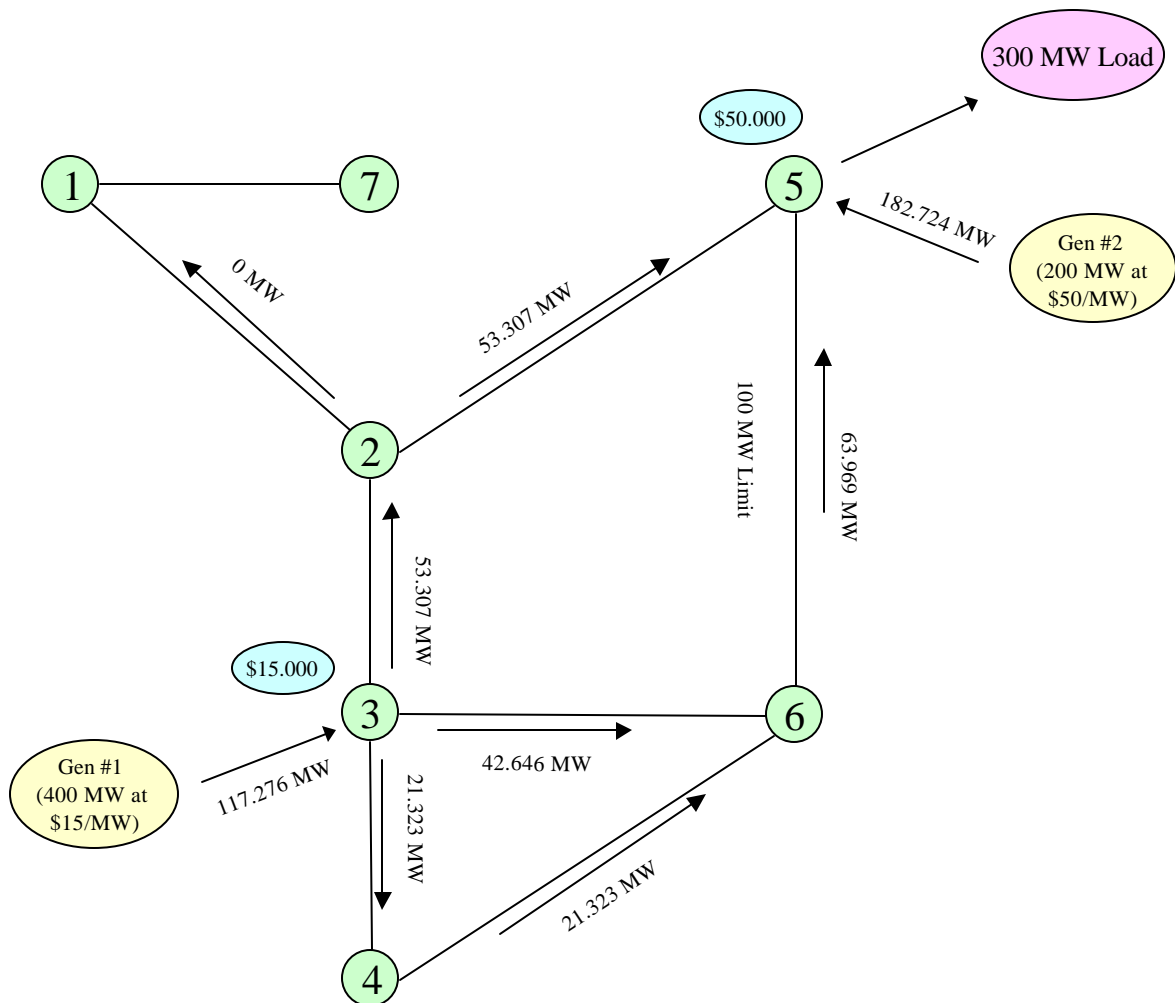 300 MW Load
$50.000
1
7
5
182.724 MW
Gen #2
(200 MW at
$50/MW)
0 MW
53.307 MW
100 MW Limit
63.969 MW
2
53.307 MW
$15.000
3
6
42.646 MW
Gen #1
(400 MW at
$15/MW)
117.276 MW
21.323 MW
21.323 MW
4